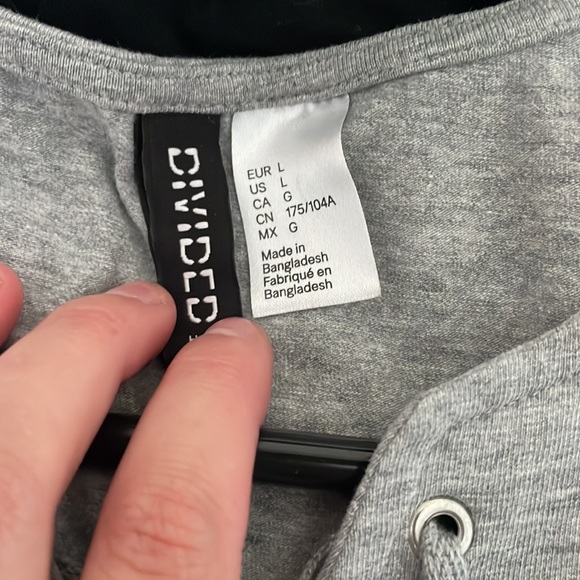 DIVIDED
EUR L
US L
CA G
CN 175/104A
MX G
Made in
Bangladesh
Fabriqué en
Bangladesh